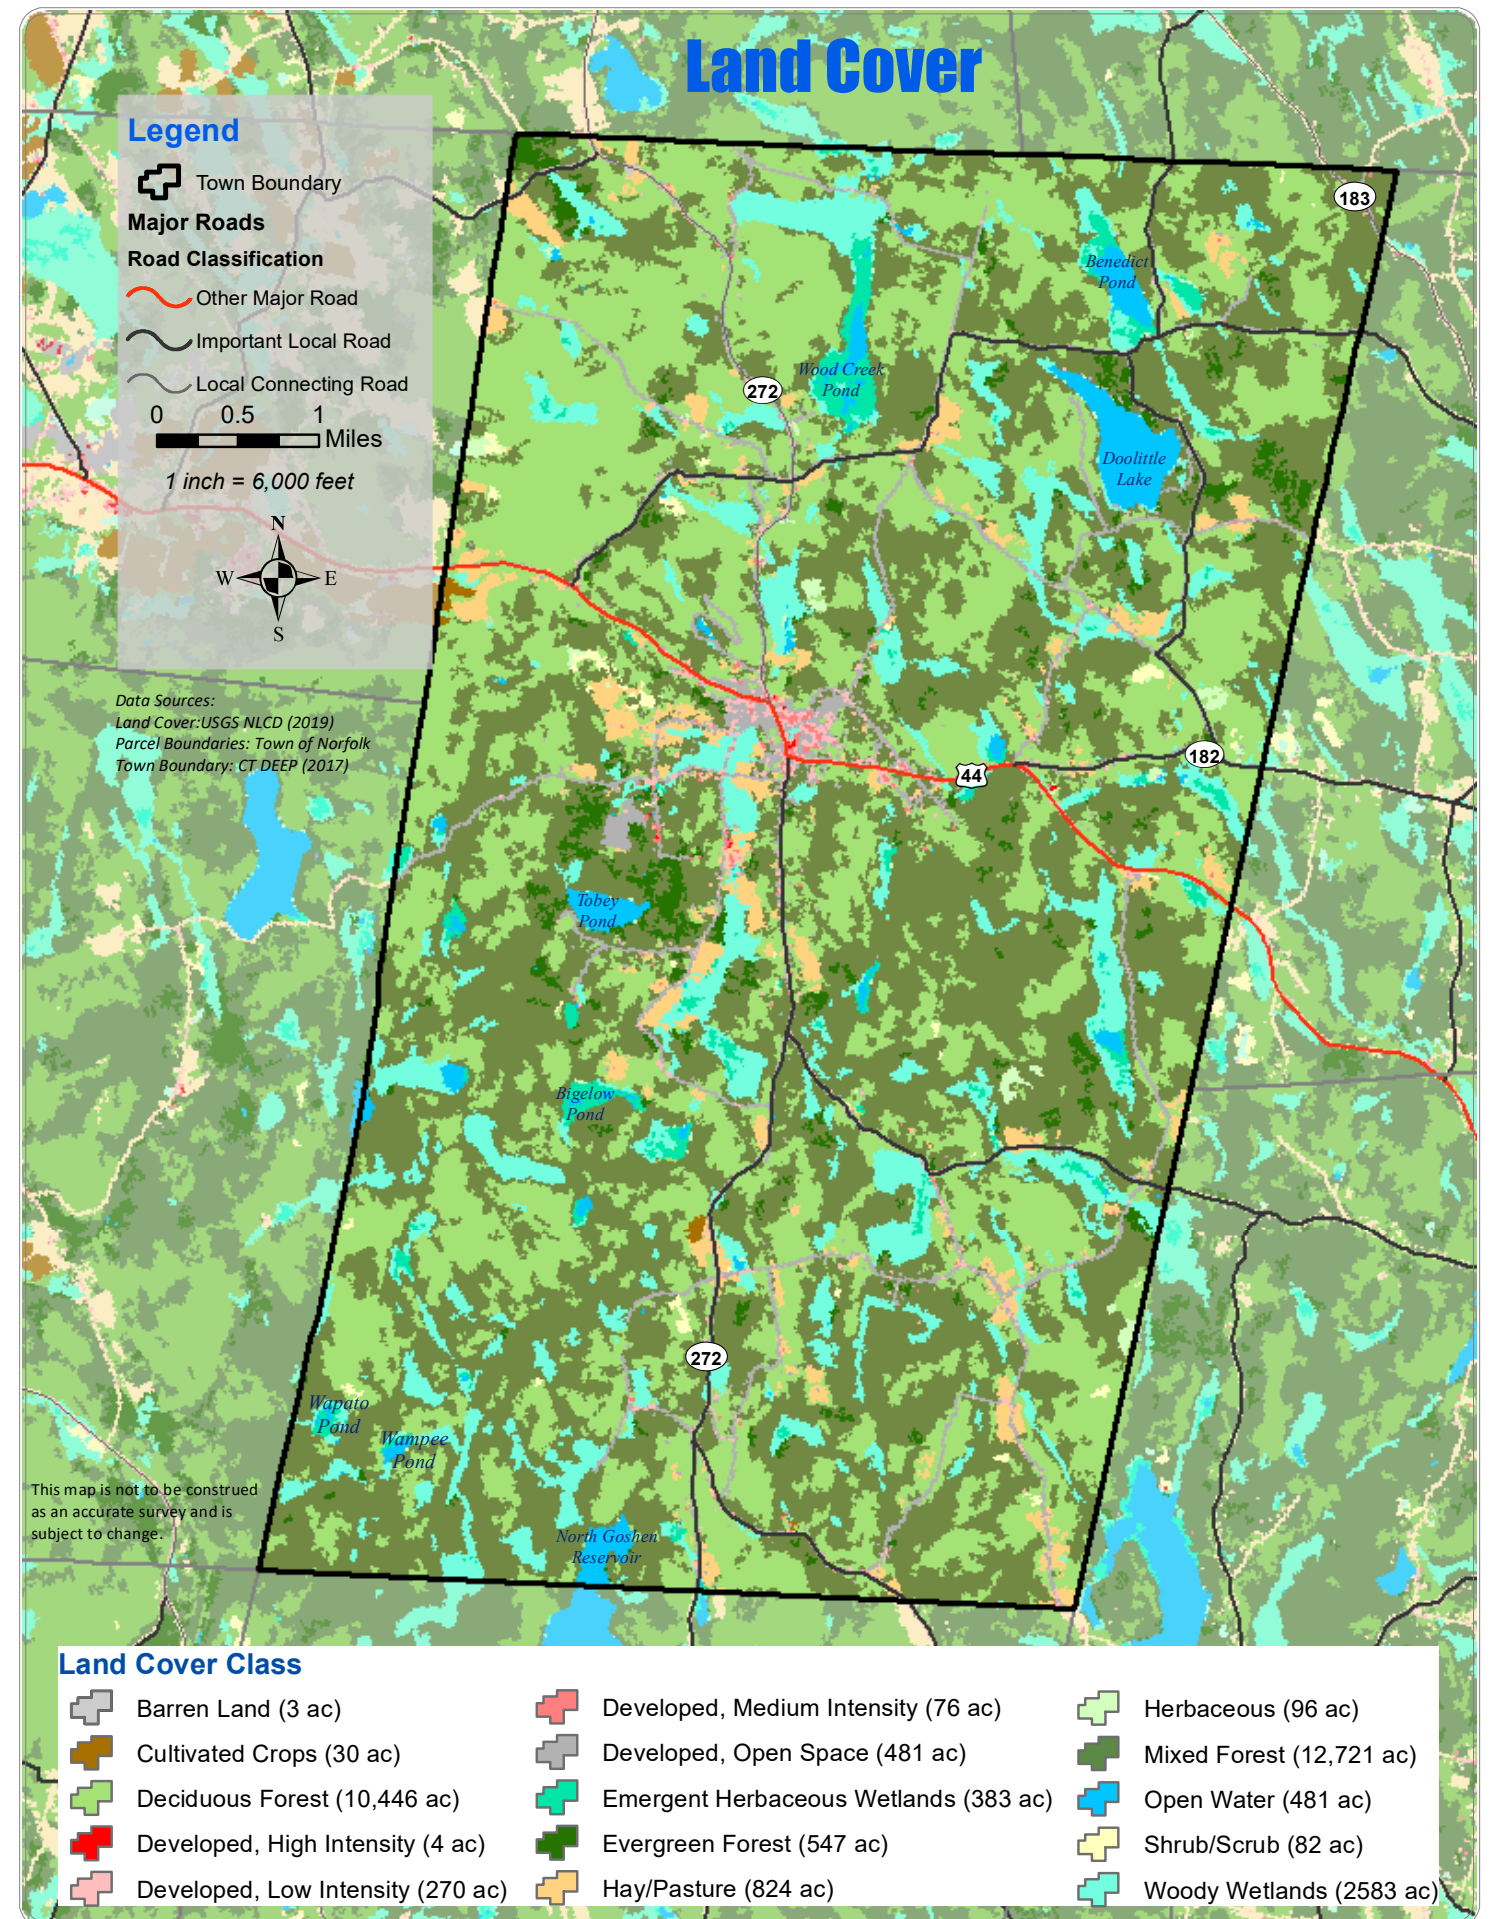 Land Cover
Legend
Town Boundary
Major Roads
Road Classification
Other Major Road
Important Local Road
Local Connecting Road
0 0.5 1
Miles
1 inch = 6,000 feet
N
W E
S
Data Sources:
Land Cover:USGS NLCD (2019)
Parcel Boundaries: Town of Norfolk
Town Boundary: CT DEEP (2017)
183
Benedict
Pond
Wood Creek
Pond
272
Doolittle
Lake
182
44
Tobey
Pond
Bigelow
Pond
272
Wapato
Pond
Wampee
Pond
North Goshen
Reservoir
This map is not to be construed
as an accurate survey and is
subject to change.
Land Cover Class
Barren Land (3 ac)
Cultivated Crops (30 ac)
Deciduous Forest (10,446 ac)
Developed, High Intensity (4 ac)
Developed, Low Intensity (270 ac)
Developed, Medium Intensity (76 ac)
Developed, Open Space (481 ac)
Emergent Herbaceous Wetlands (383 ac)
Evergreen Forest (547 ac)
Hay/Pasture (824 ac)
Herbaceous (96 ac)
Mixed Forest (12,721 ac)
Open Water (481 ac)
Shrub/Scrub (82 ac)
Woody Wetlands (2583 ac)